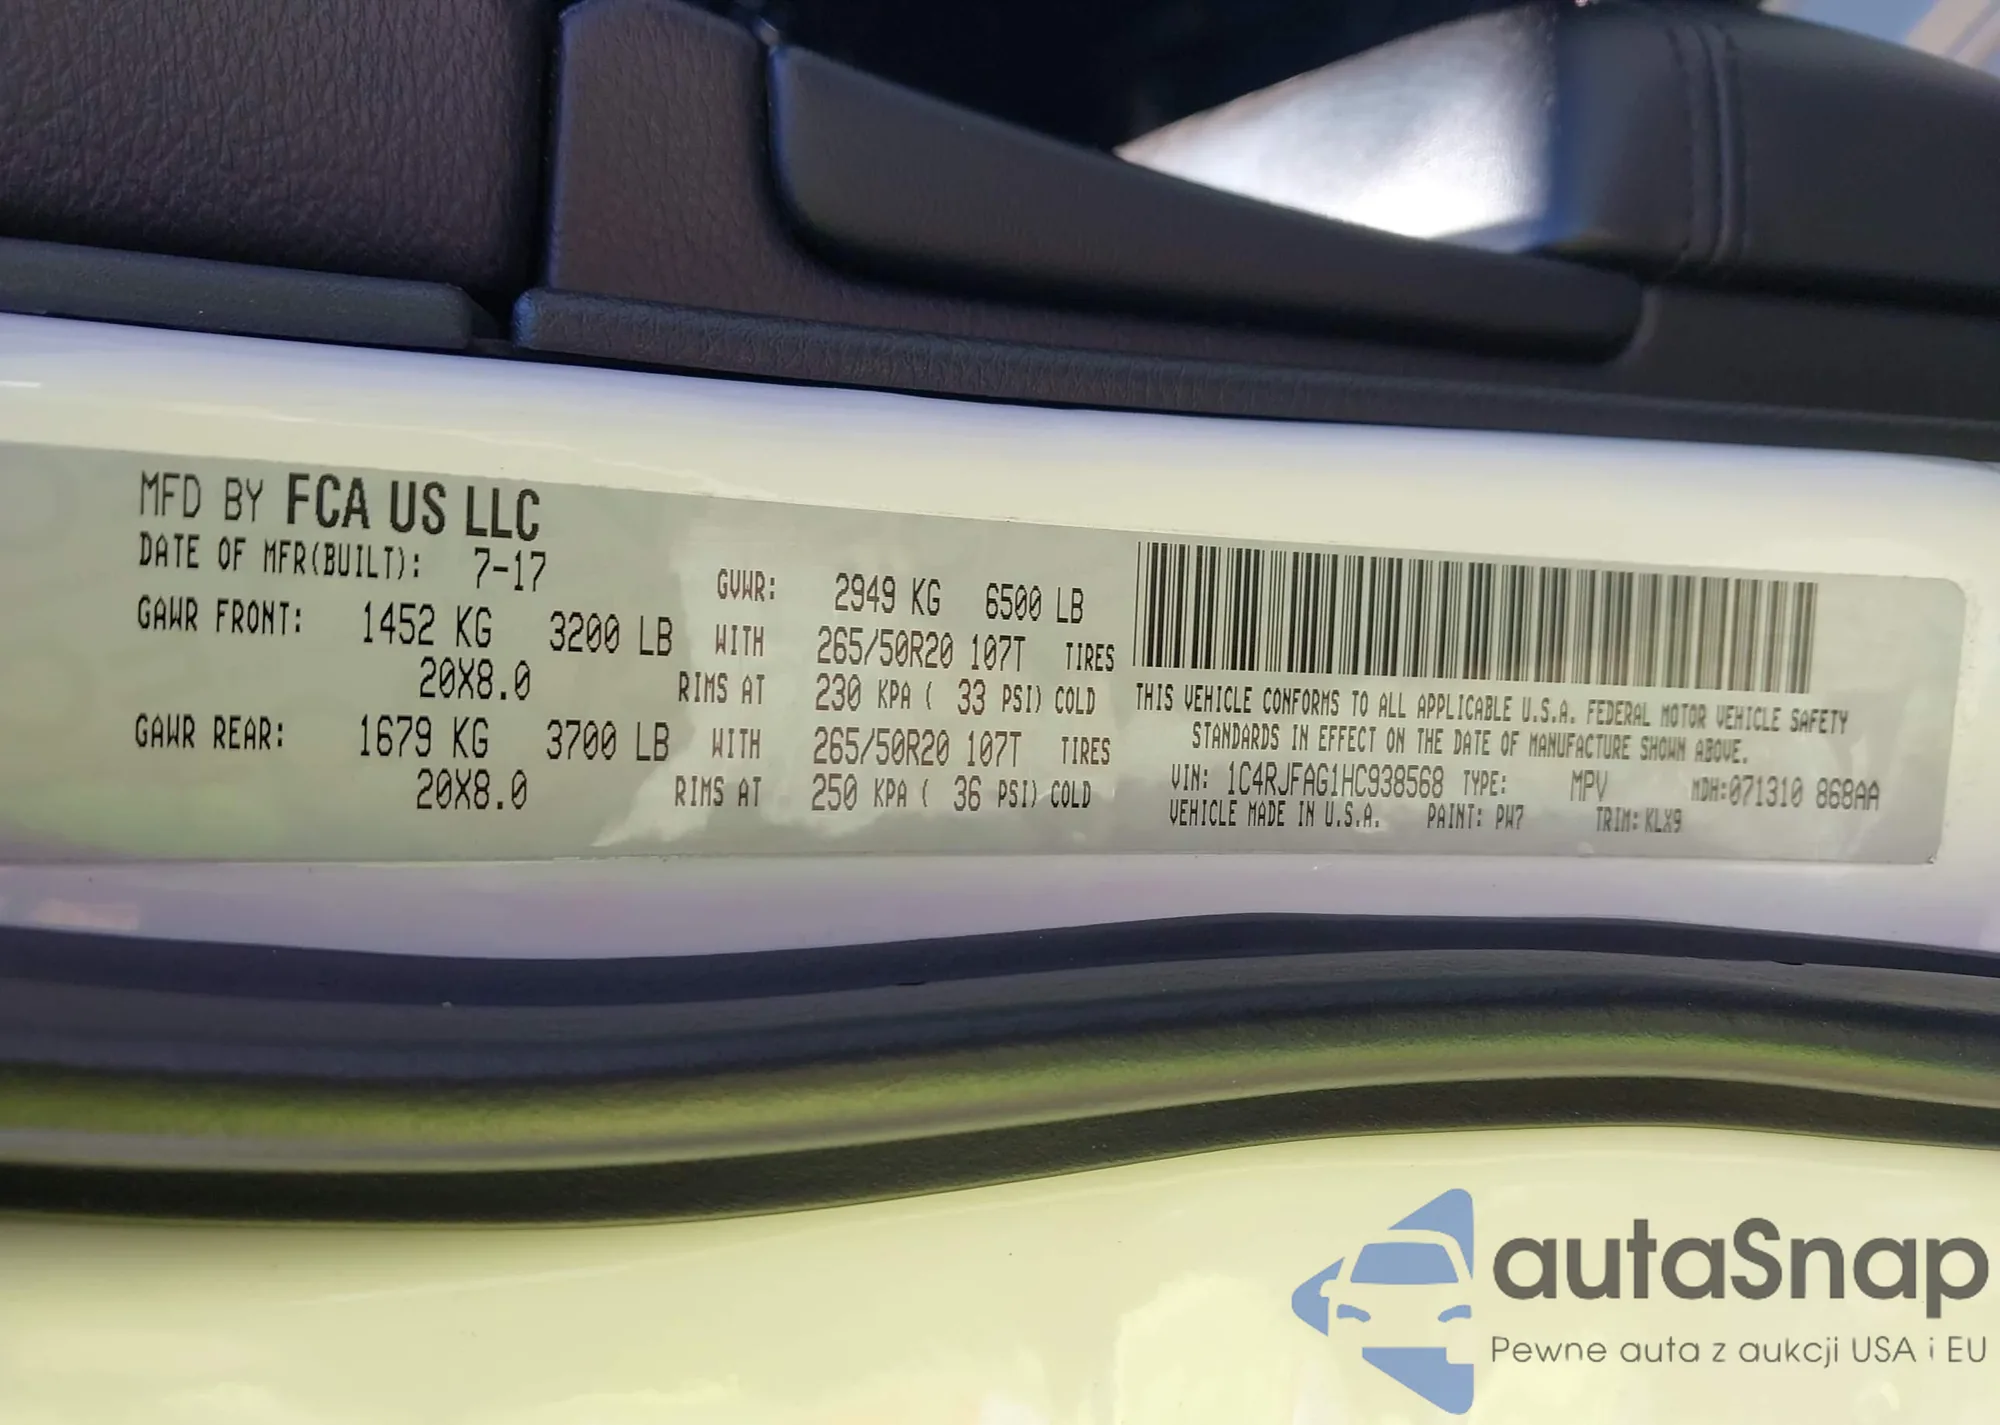 MFD BY FCA US LLC
DATE OF MFR(BUILT): 7-17
GVWR: 2949 KG 6500 LB
GAWR FRONT: 1452 KG 3200 LB WITH 265/50R20 107T TIRES
20X8.0 RIMS AT 230 KPA ( 33 PSI) COLD
GAWR REAR: 1679 KG 3700 LB WITH 265/50R20 107T TIRES
20X8.0 RIMS AT 250 KPA ( 36 PSI) COLD
THIS VEHICLE CONFORMS TO ALL APPLICABLE U.S.A. FEDERAL MOTOR VEHICLE SAFETY
STANDARDS IN EFFECT ON THE DATE OF MANUFACTURE SHOWN ABOVE.
VIN: 1C4RJFAG1HC938568 TYPE: MPV MDH:071310 868AA
VEHICLE MADE IN U.S.A. PAINT: PW7 TRIM: KLX9
autaSnap
Pewne auta z aukcji USA i EU